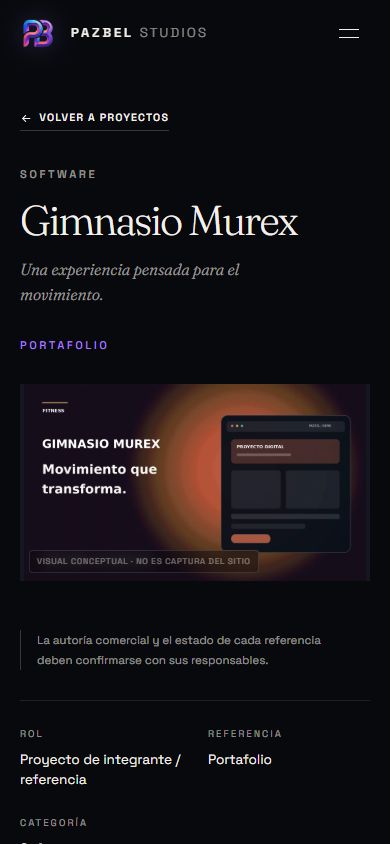 PAZBEL STUDIOS
← VOLVER A PROYECTOS
SOFTWARE
Gimnasio Murex
Una experiencia pensada para el
movimiento.
PORTAFOLIO
FITNESS
GIMNASIO MUREX
Movimiento que
transforma.
PROYECTO DIGITAL
VISUAL CONCEPTUAL · NO ES CAPTURA DEL SITIO
La autoría comercial y el estado de cada referencia
deben confirmarse con sus responsables.
ROL
Proyecto de integrante /
referencia
REFERENCIA
Portafolio
CATEGORÍA